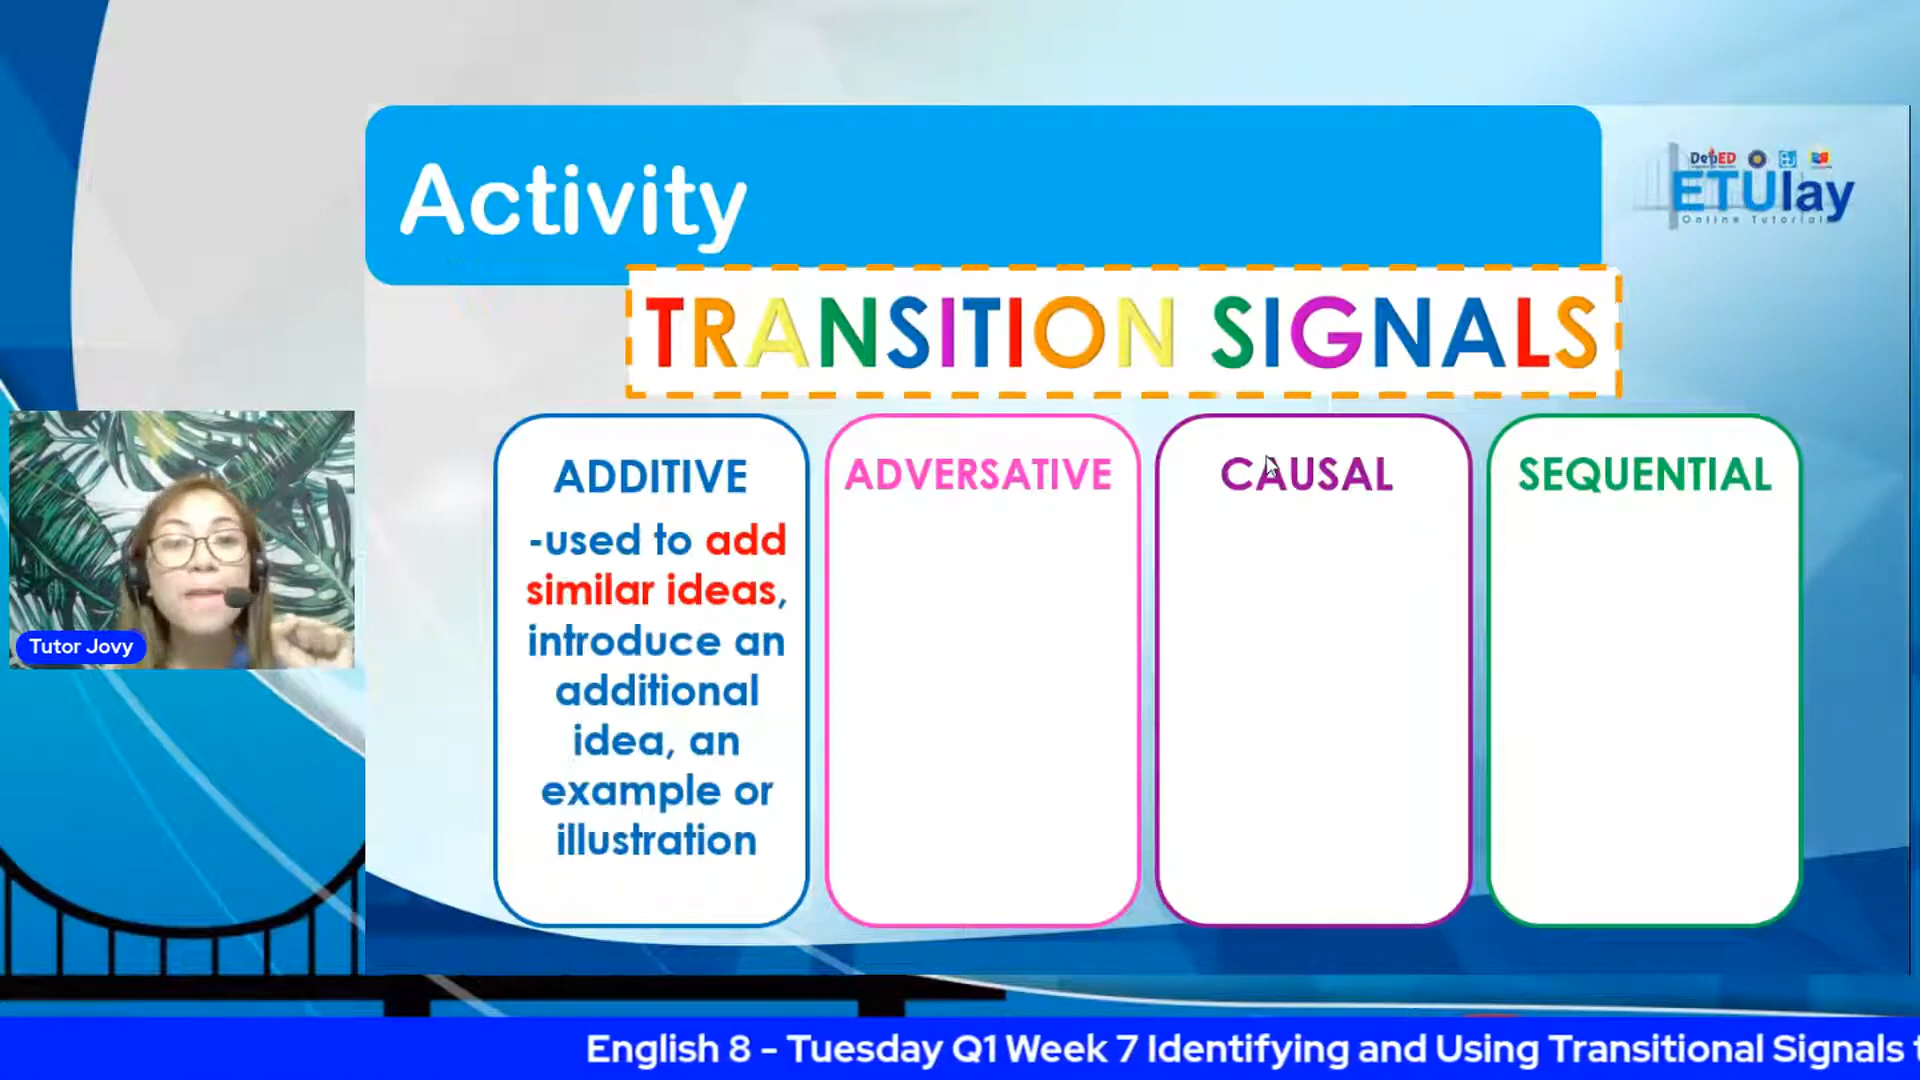 Activity
DepED
ETUlay
Online Tutorial
TRANSITION SIGNALS
ADDITIVE
-used to add
similar ideas,
introduce an
additional
idea, an
example or
illustration
ADVERSATIVE
CAUSAL
SEQUENTIAL
Tutor Jovy
English 8 - Tuesday Q1 Week 7 Identifying and Using Transitional Signals t